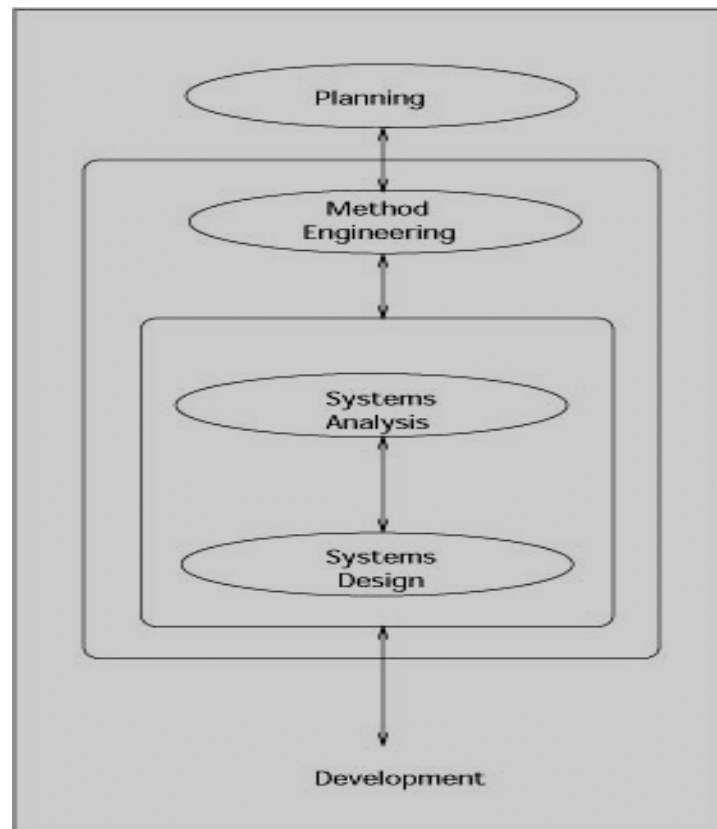 Planning
Method
Engineering
Systems
Analysis
Systems
Design
Development